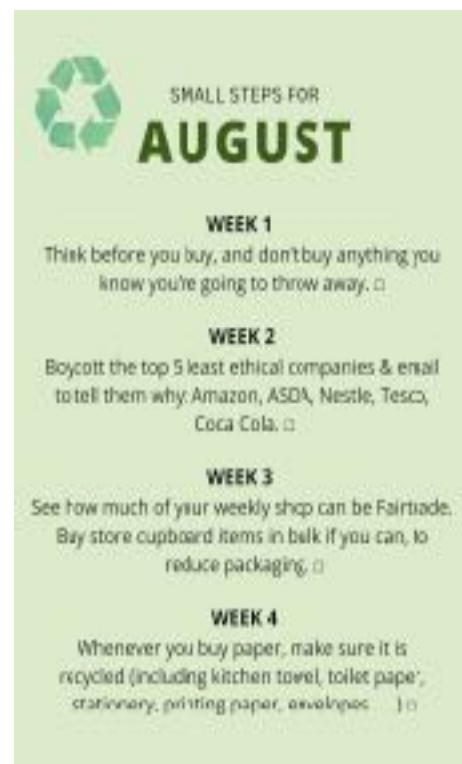 SMALL STEPS FOR
AUGUST
WEEK 1
Think before you buy, and don't buy anything you
know you're going to throw away. □
WEEK 2
Boycott the top 5 least ethical companies & email
to tell them why: Amazon, ASDA, Nestle, Tesco,
Coca Cola. □
WEEK 3
See how much of your weekly shop can be Fairtrade.
Buy store cupboard items in bulk if you can, to
reduce packaging. □
WEEK 4
Whenever you buy paper, make sure it is
recycled (including kitchen towel, toilet paper,
stationery, printing paper, envelopes ... ) □